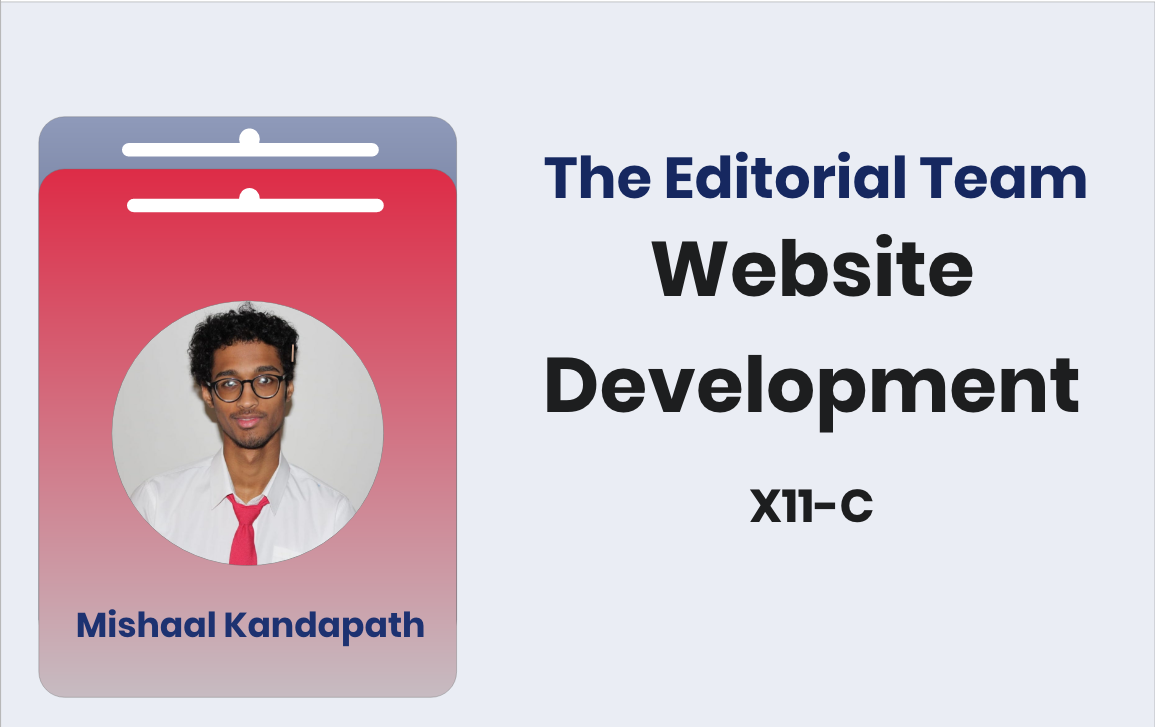 The Editorial Team
Website
Development
X11-C
Mishaal Kandapath